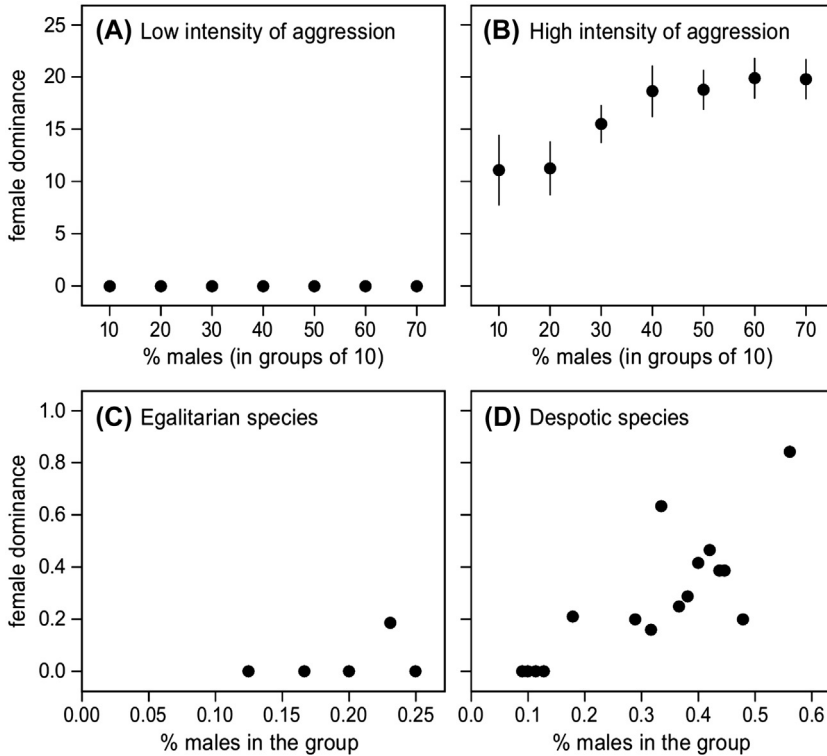 (A) Low intensity of aggression
25
20
15
10
5
0
female dominance
10 20 30 40 50 60 70
% males (in groups of 10)
(B) High intensity of aggression
10 20 30 40 50 60 70
% males (in groups of 10)
(C) Egalitarian species
1.0
0.8
0.6
0.4
0.2
0.0
female dominance
0.00 0.05 0.10 0.15 0.20 0.25
% males in the group
(D) Despotic species
0.0 0.1 0.2 0.3 0.4 0.5 0.6
% males in the group